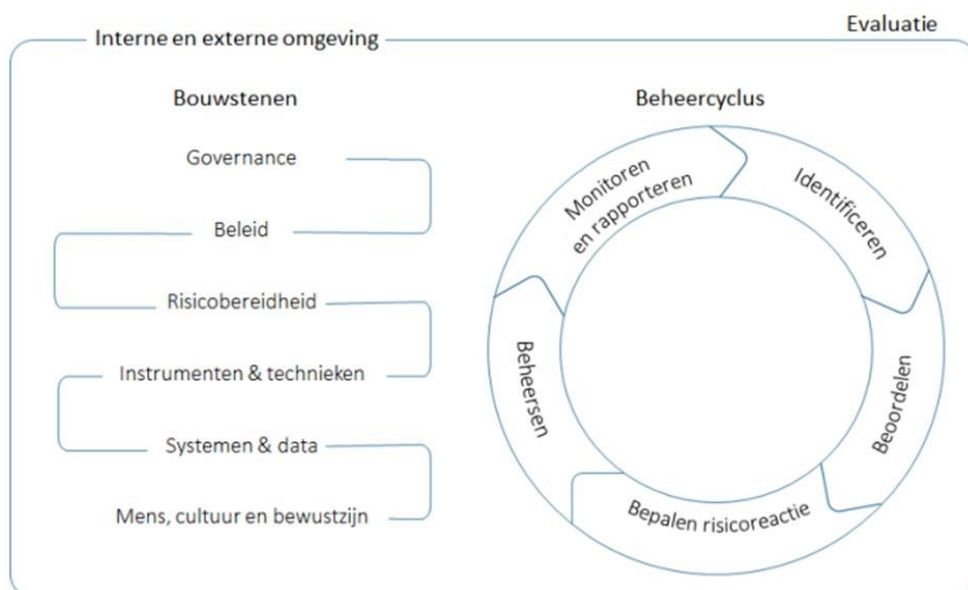 Evaluatie
Interne en externe omgeving
Bouwstenen
Governance
Beleid
Risicobereidheid
Instrumenten & technieken
Systemen & data
Mens, cultuur en bewustzijn
Beheercyclus
Identificeren
Beoordelen
Bepalen risicoreactie
Beheersen
Monitoren
en rapporteren